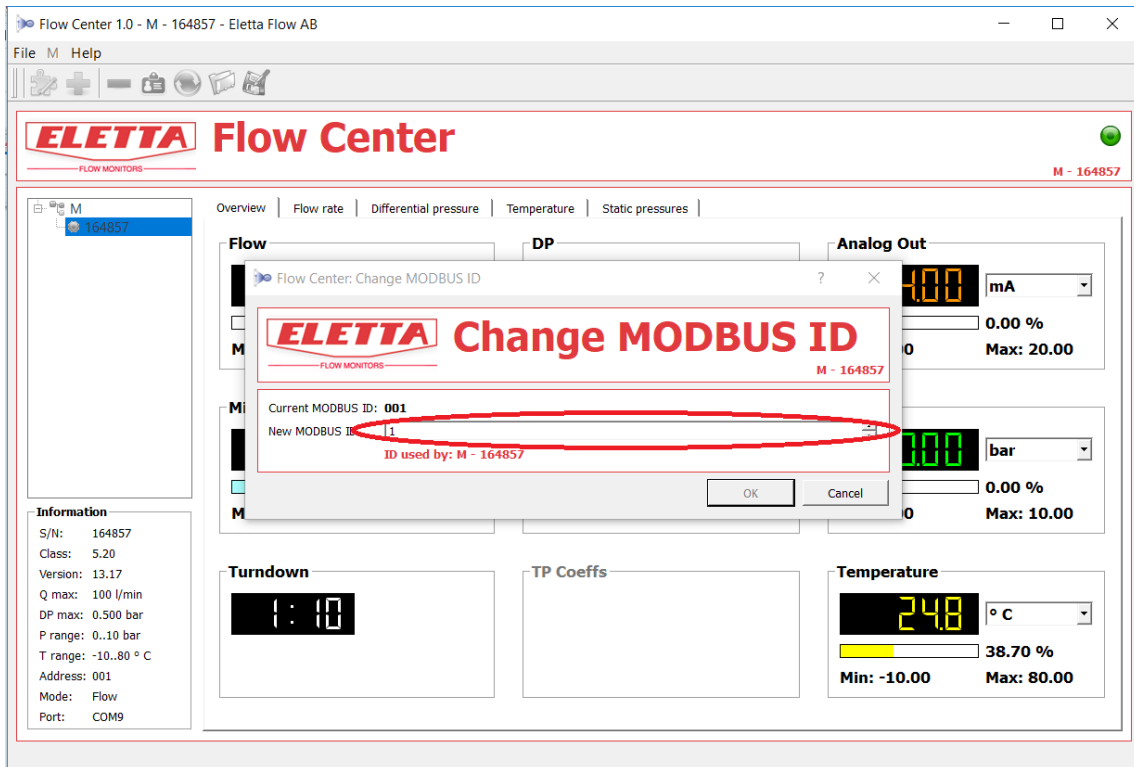 Flow Center 1.0 - M - 164857 - Eletta Flow AB
File M Help
ELETTA
FLOW MONITORS
Flow Center
M - 164857
M
164857
Overview Flow rate Differential pressure Temperature Static pressures
Flow DP Analog Out
mA
0.00 %
Max: 20.00
Flow Center: Change MODBUS ID ?
ELETTA
FLOW MONITORS
Change MODBUS ID
M - 164857
Current MODBUS ID: 001
New MODBUS
1
ID used by: M - 164857
OK Cancel
bar
0.00 %
Max: 10.00
Information
S/N: 164857
Class: 5.20
Version: 13.17
Q max: 100 l/min
DP max: 0.500 bar
P range: 0..10 bar
T range: -10..80 ° C
Address: 001
Mode: Flow
Port: COM9
Turndown
1:10
TP Coeffs
Temperature
24.8 ° C
38.70 %
Min: -10.00 Max: 80.00